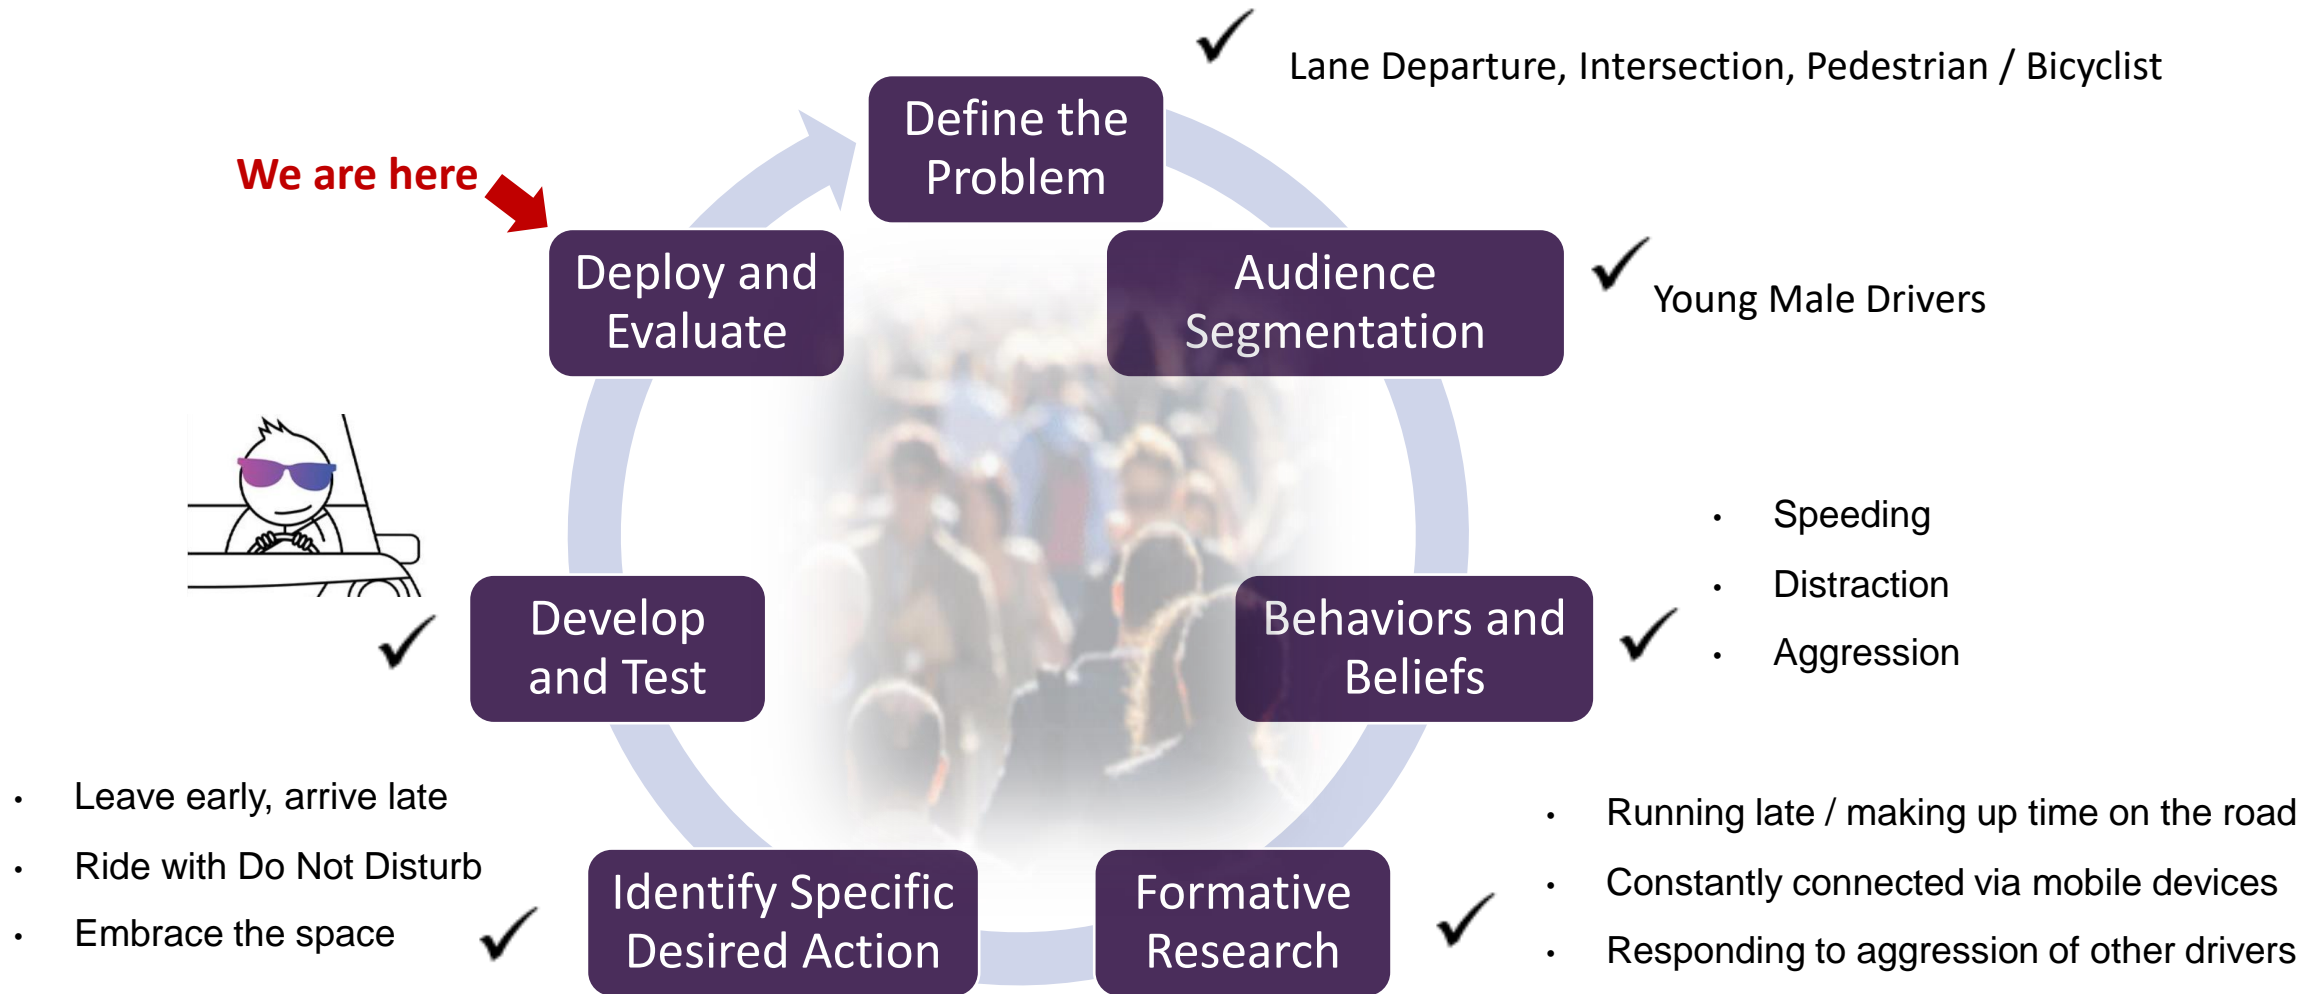 Lane Departure, Intersection, Pedestrian / Bicyclist
Define the
Problem
We are here
Deploy and
Evaluate
Audience
Segmentation
Young Male Drivers
• Speeding
• Distraction
• Aggression
Behaviors and
Beliefs
Develop
and Test
• Leave early, arrive late
• Ride with Do Not Disturb
• Embrace the space
Identify Specific
Desired Action
Formative
Research
• Running late / making up time on the road
• Constantly connected via mobile devices
• Responding to aggression of other drivers